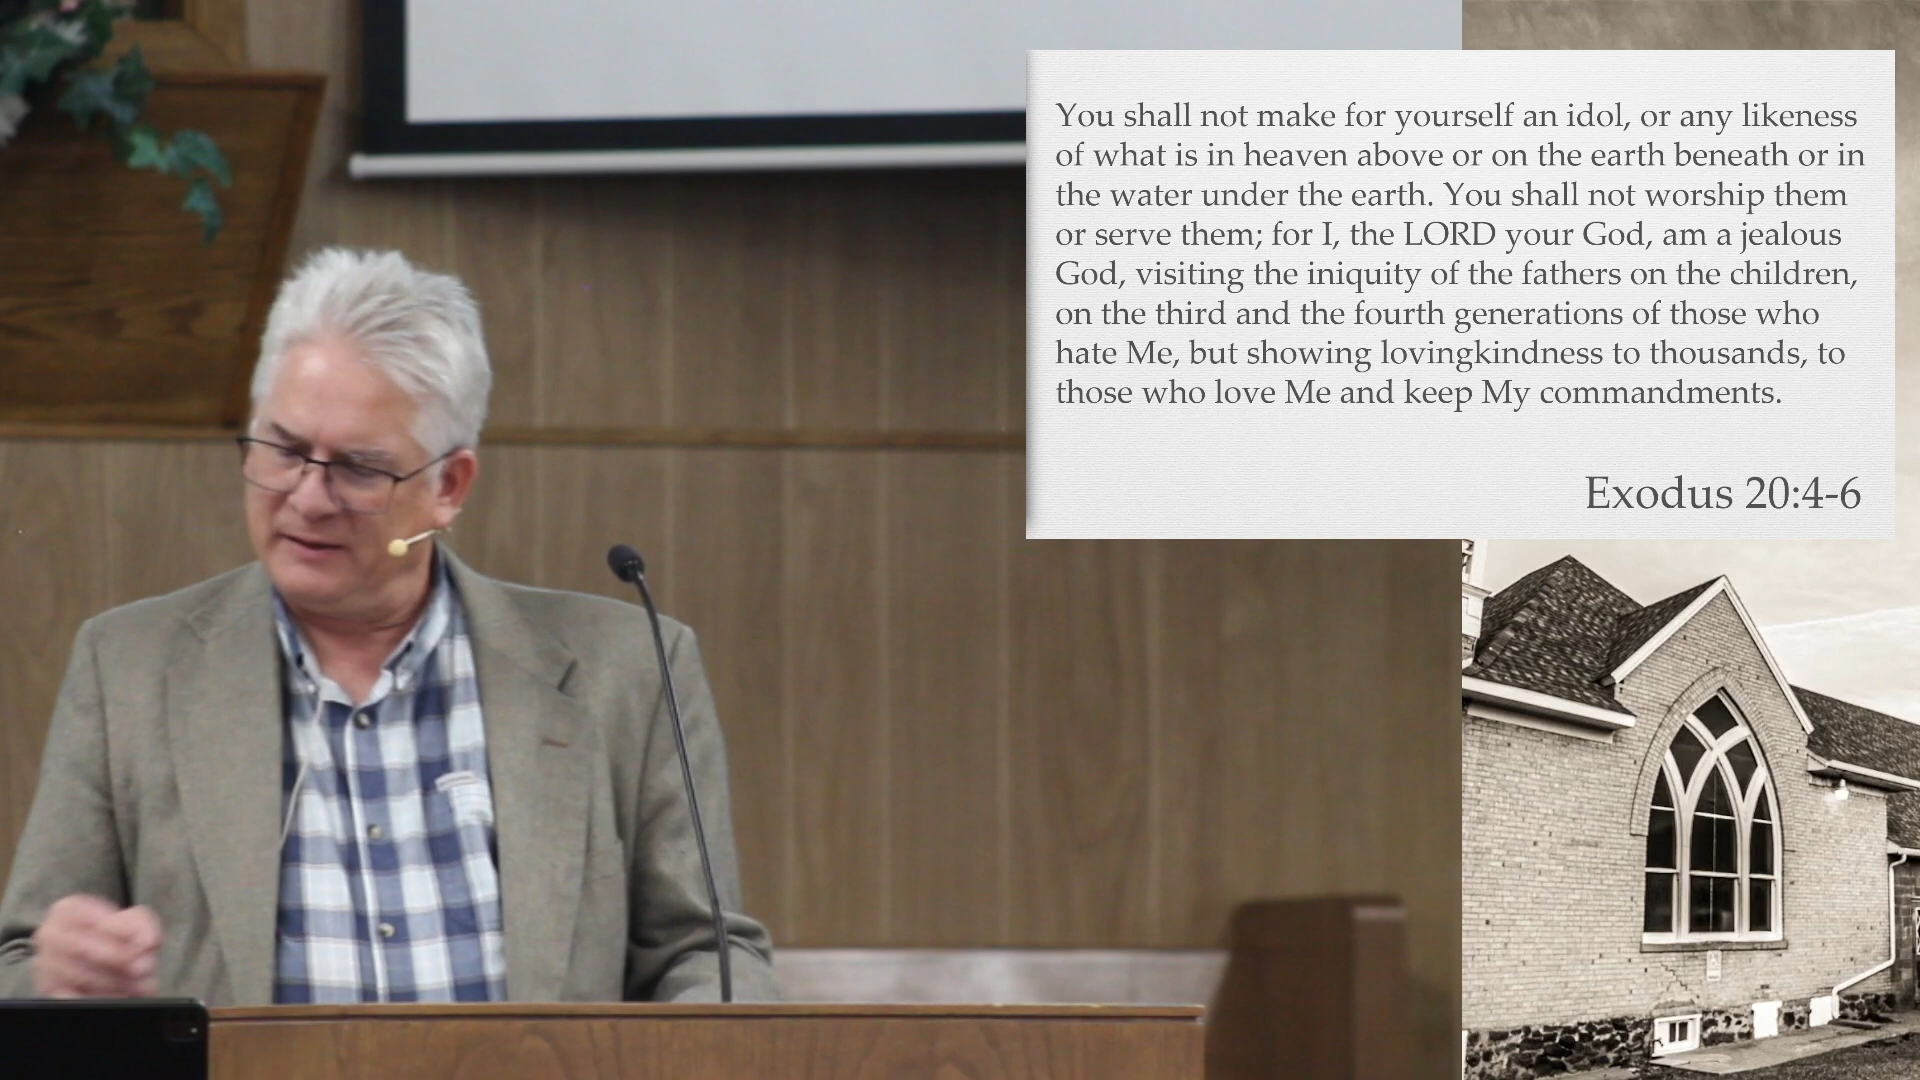 You shall not make for yourself an idol, or any likeness
of what is in heaven above or on the earth beneath or in
the water under the earth. You shall not worship them
or serve them; for I, the LORD your God, am a jealous
God, visiting the iniquity of the fathers on the children,
on the third and the fourth generations of those who
hate Me, but showing lovingkindness to thousands, to
those who love Me and keep My commandments.
Exodus 20:4-6